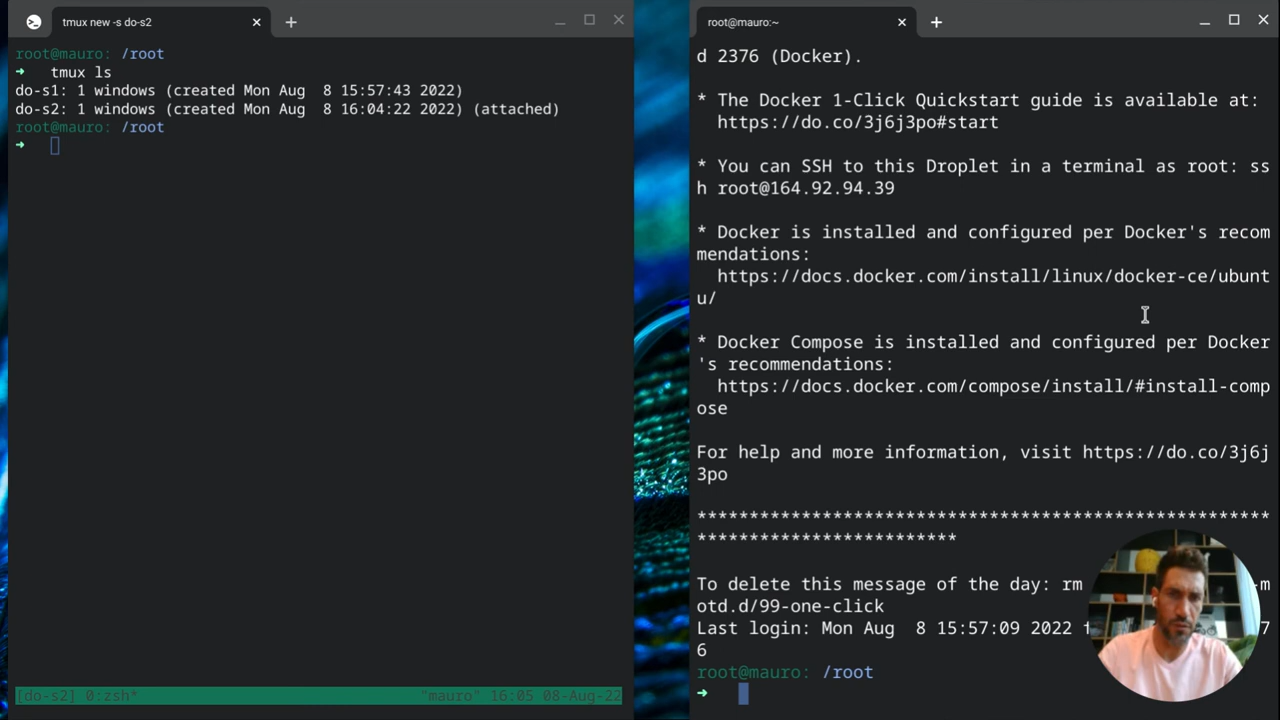 tmux new -s do-s2
root@mauro: /root
➜ tmux ls
do-s1: 1 windows (created Mon Aug  8 15:57:43 2022)
do-s2: 1 windows (created Mon Aug  8 16:04:22 2022) (attached)
root@mauro: /root
➜
[do-s2] 0:zsh* "mauro" 16:05 08-Aug-22
root@mauro:~
d 2376 (Docker).
* The Docker 1-Click Quickstart guide is available at:
https://do.co/3j6j3po#start
* You can SSH to this Droplet in a terminal as root: ss
h root@164.92.94.39
* Docker is installed and configured per Docker's recom
mendations:
https://docs.docker.com/install/linux/docker-ce/ubunt
u/
* Docker Compose is installed and configured per Docker
's recommendations:
https://docs.docker.com/compose/install/#install-comp
ose
For help and more information, visit https://do.co/3j6j
3po
*******************************************************
*************************
To delete this message of the day: rm
otd.d/99-one-click
Last login: Mon Aug  8 15:57:09 2022
6
root@mauro: /root
➜